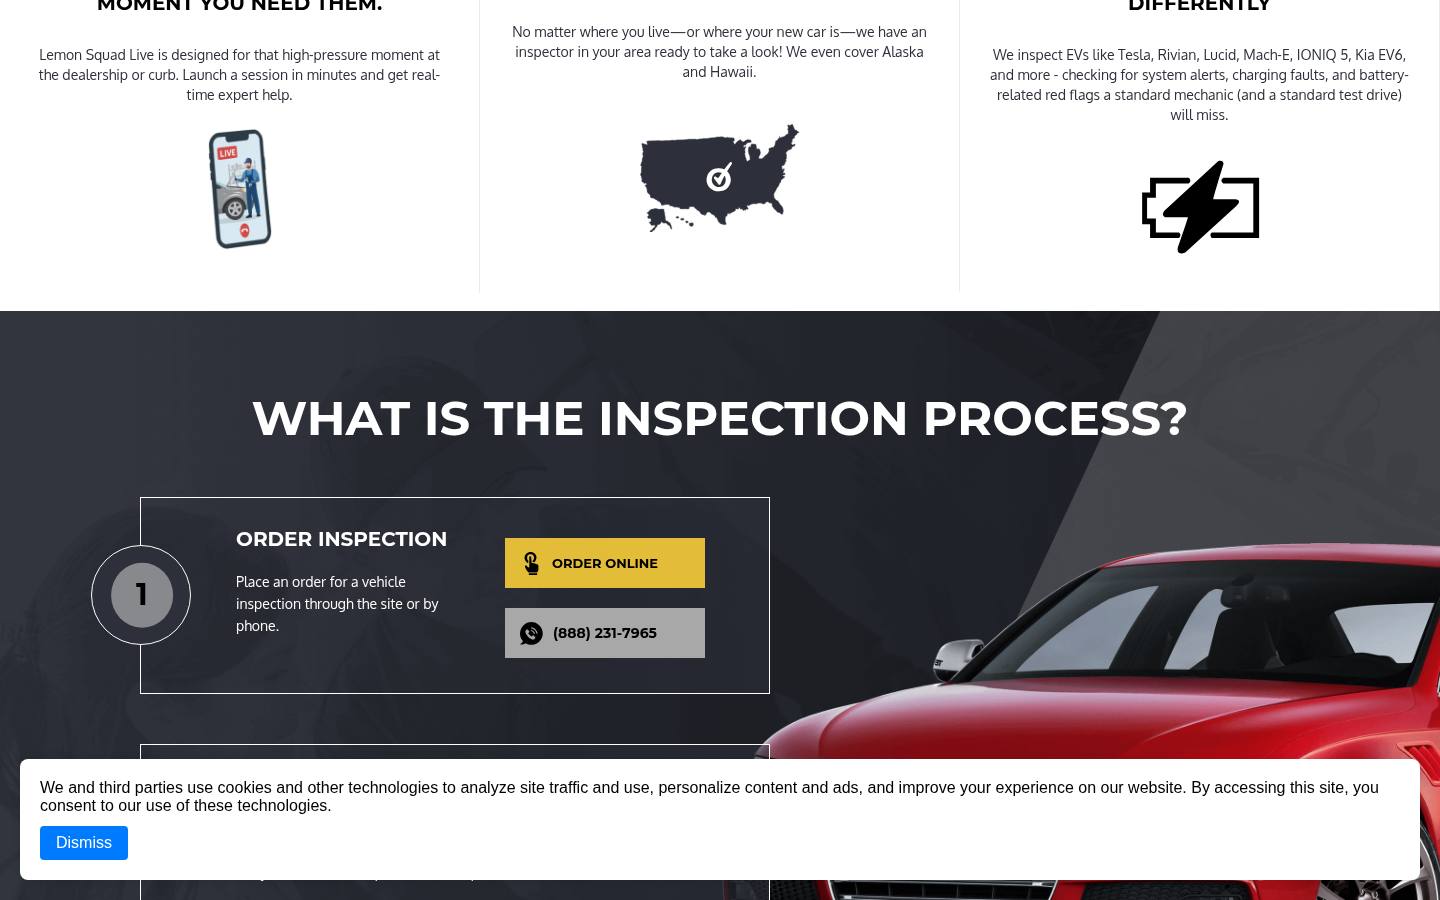 MOMENT YOU NEED THEM.
Lemon Squad Live is designed for that high-pressure moment at
the dealership or curb. Launch a session in minutes and get real-
time expert help.
LIVE
No matter where you live—or where your new car is—we have an
inspector in your area ready to take a look! We even cover Alaska
and Hawaii.
DIFFERENTLY
We inspect EVs like Tesla, Rivian, Lucid, Mach-E, IONIQ 5, Kia EV6,
and more - checking for system alerts, charging faults, and battery-
related red flags a standard mechanic (and a standard test drive)
will miss.
WHAT IS THE INSPECTION PROCESS?
1
ORDER INSPECTION
Place an order for a vehicle
inspection through the site or by
phone.
ORDER ONLINE
(888) 231-7965
We and third parties use cookies and other technologies to analyze site traffic and use, personalize content and ads, and improve your experience on our website. By accessing this site, you
consent to our use of these technologies.
Dismiss